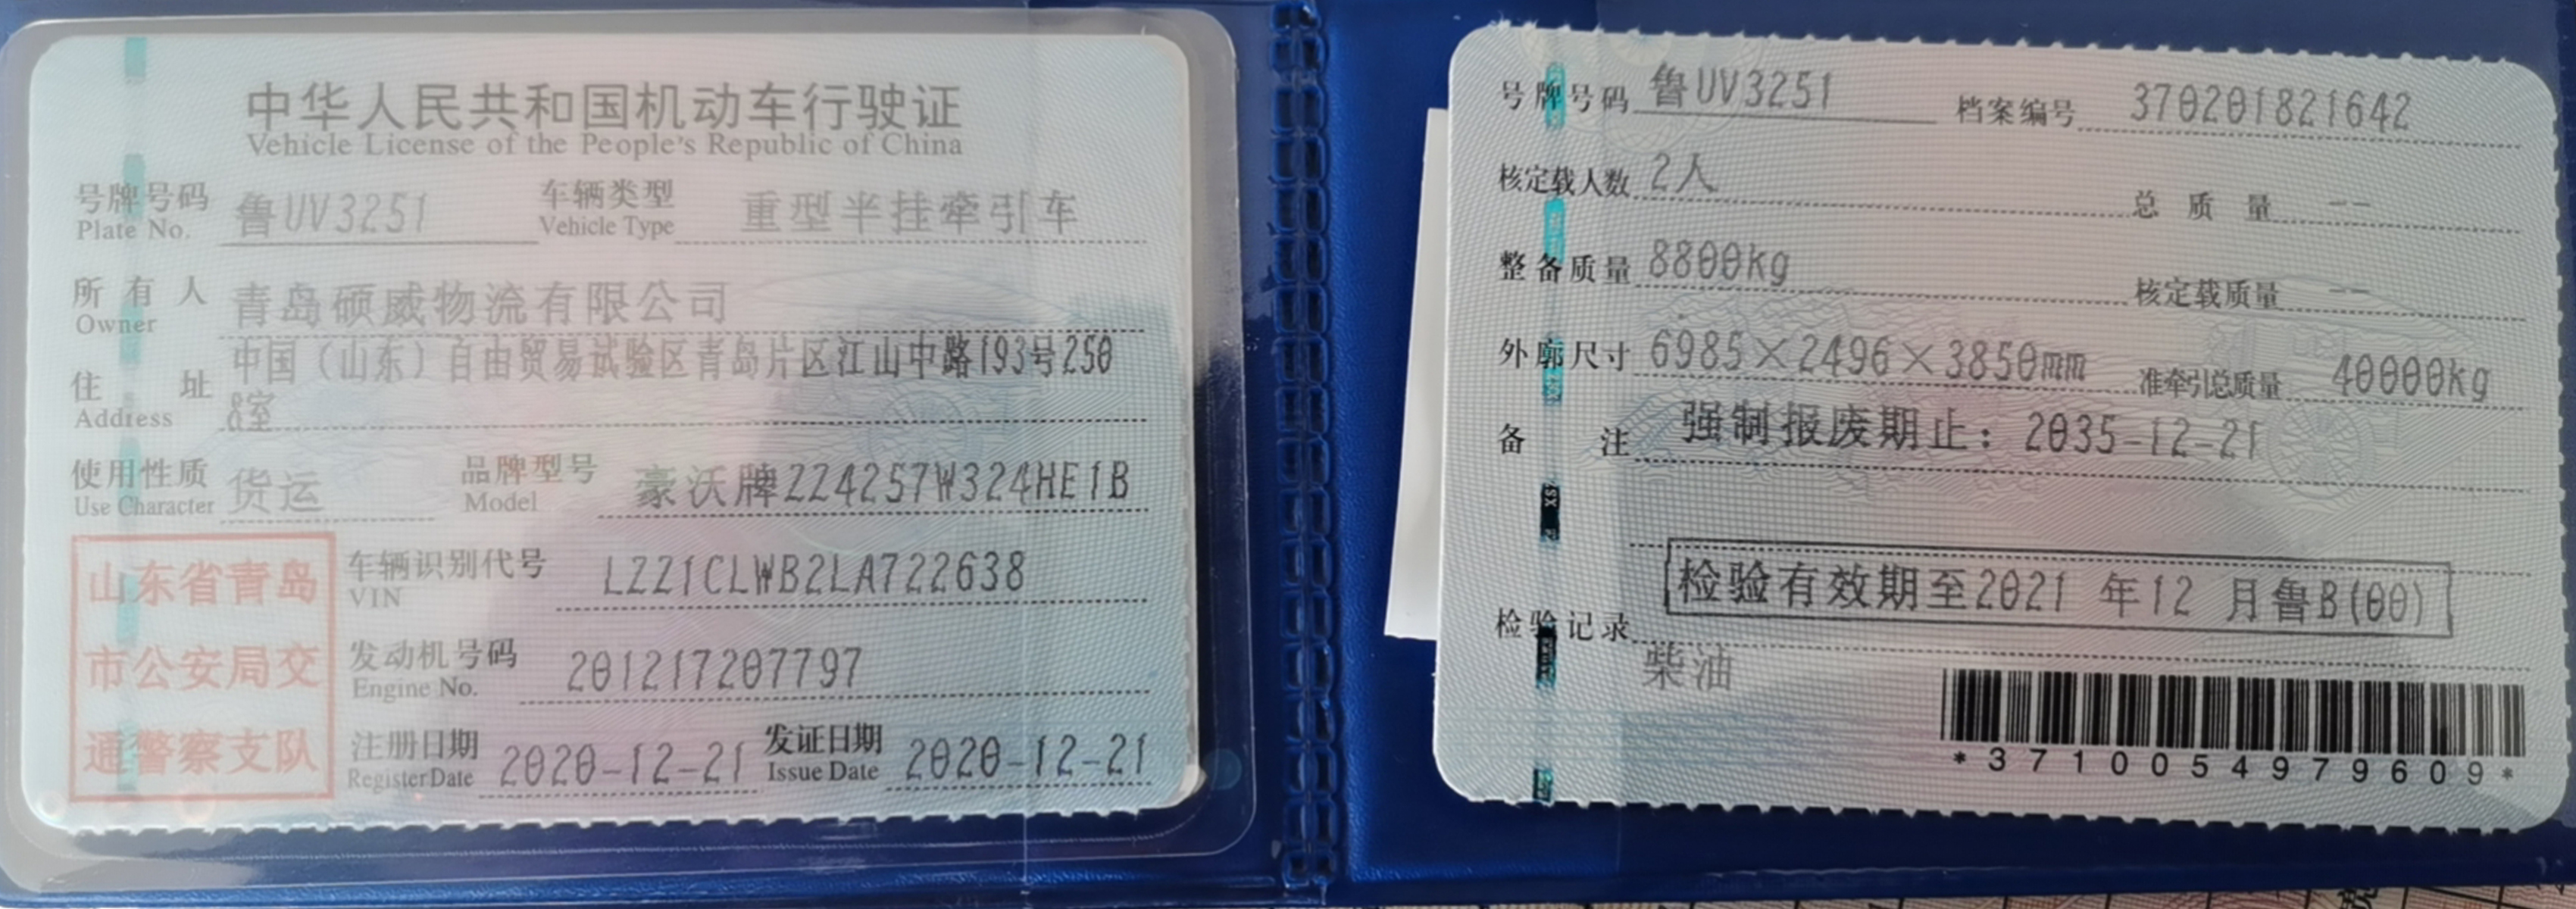 中华人民共和国机动车行驶证
Vehicle License of the People's Republic of China
号牌号码 鲁UV3251 车辆类型 重型半挂牵引车
Plate No. Vehicle Type
所有人 青岛硕威物流有限公司
Owner
中国（山东）自由贸易试验区青岛片区江山中路193号250
住址 8室
Address
使用性质 货运 品牌型号 豪沃牌ZZ4257W324HE1B
Use Character Model
山东省青岛
市公安局交
通警察支队
车辆识别代号 LZZ1CLWB2LA722638
VIN
发动机号码 201217207797
Engine No.
注册日期 2020-12-21 发证日期 2020-12-21
Register Date Issue Date
号牌号码 鲁UV3251 档案编号 370201821642
核定载人数 2人 总质量 --
整备质量 8800kg 核定载质量 --
外廓尺寸 6985×2496×3850mm 准牵引总质量 40000kg
备注 强制报废期止：2035-12-21
检验有效期至2021 年12 月鲁B(00)
检验记录
柴油
*3710054979609*